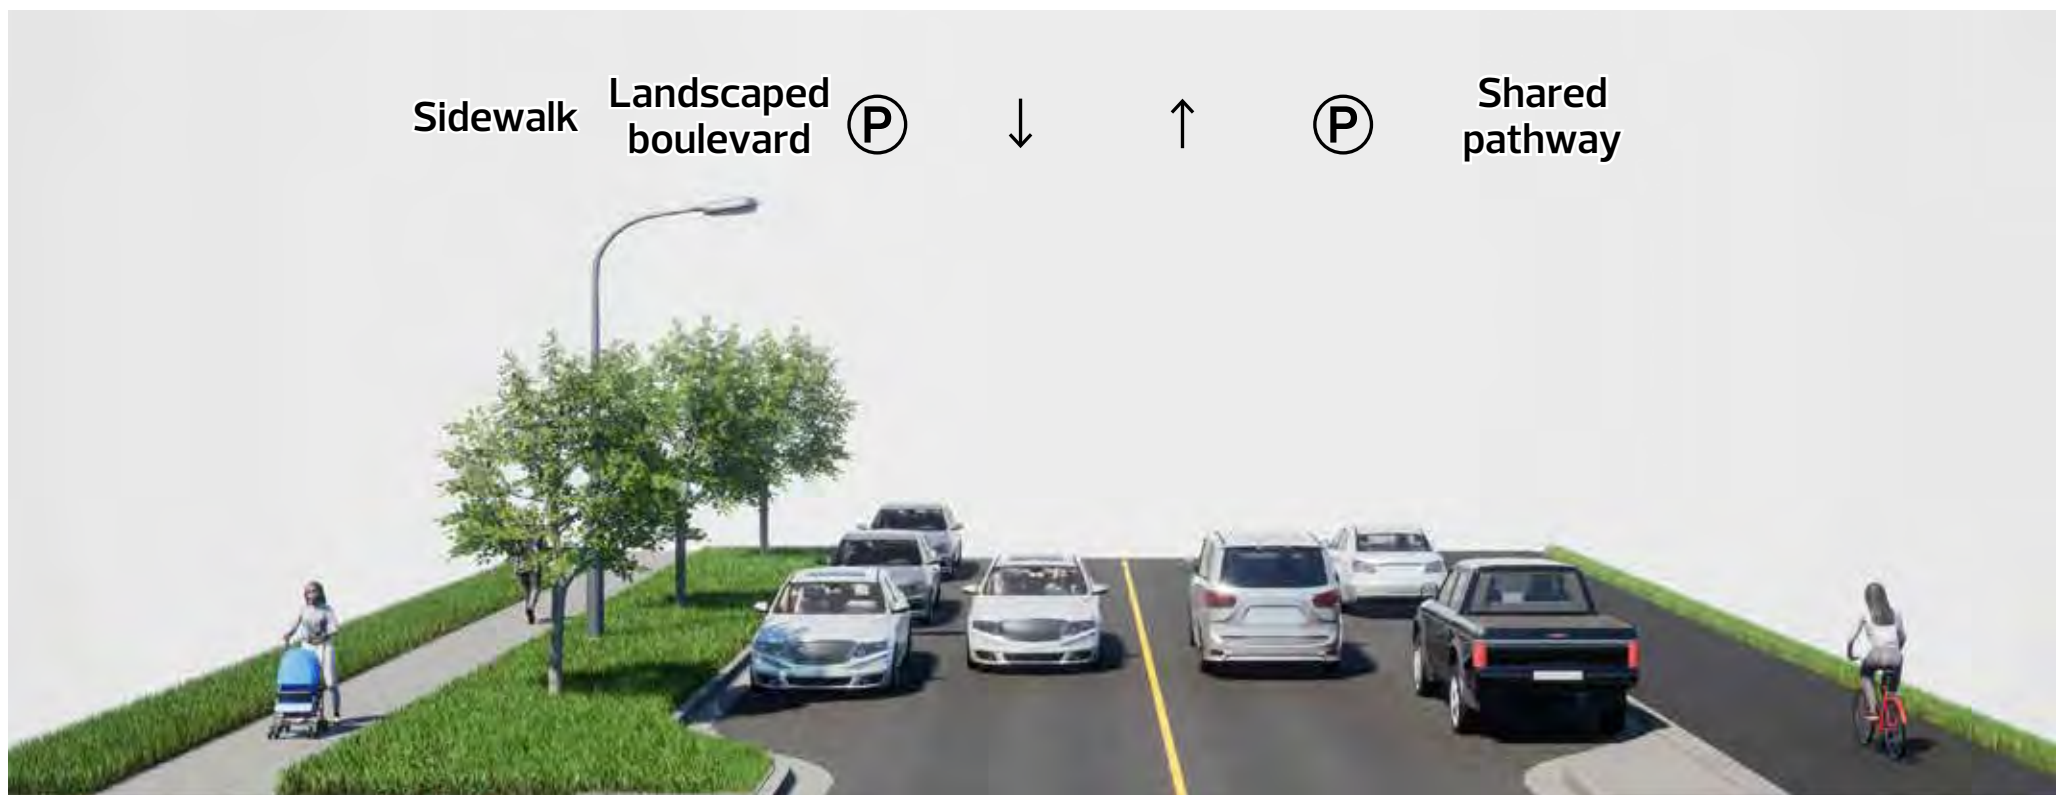 Sidewalk
Landscaped
boulevard
P
↓
↑
P
Shared
pathway